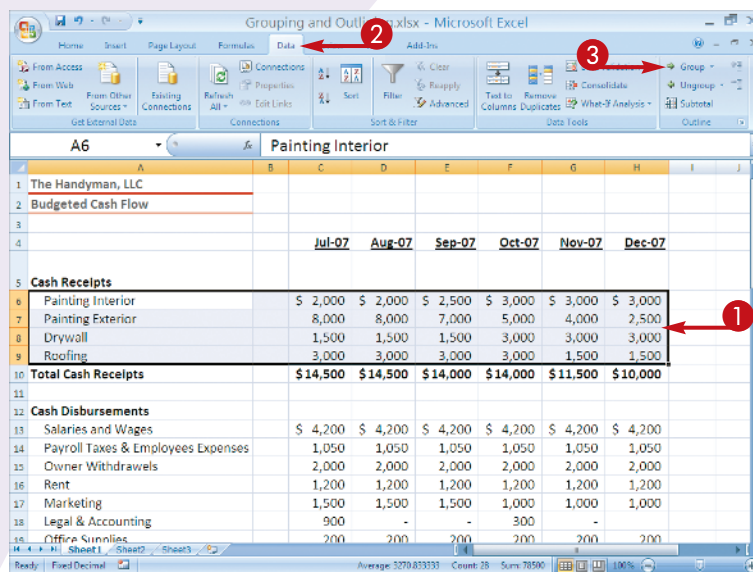 Grouping and Outli .xlsx - Microsoft Excel
2
Home Insert Page Layout Formulas Data Add-Ins
3
From Access
From Web
From Text
From Other Sources
Existing Connections
Get External Data
Refresh All
Connections
Properties
Edit Links
Connections
Sort
Filter
Clear
Reapply
Advanced
Sort & Filter
Text to Columns
Remove Duplicates
Consolidate
What-If Analysis
Data Tools
Group
Ungroup
Subtotal
Outline
A6 fx Painting Interior
A B C D E F G H I J
1 The Handyman, LLC
2 Budgeted Cash Flow
3
4 Jul-07 Aug-07 Sep-07 Oct-07 Nov-07 Dec-07
5 Cash Receipts
6 Painting Interior $ 2,000 $ 2,000 $ 2,500 $ 3,000 $ 3,000 $ 3,000
1
7 Painting Exterior 8,000 8,000 7,000 5,000 4,000 2,500
8 Drywall 1,500 1,500 1,500 3,000 3,000 3,000
9 Roofing 3,000 3,000 3,000 3,000 1,500 1,500
10 Total Cash Receipts $14,500 $14,500 $14,000 $14,000 $11,500 $10,000
11
12 Cash Disbursements
13 Salaries and Wages $ 4,200 $ 4,200 $ 4,200 $ 4,200 $ 4,200 $ 4,200
14 Payroll Taxes & Employees Expenses 1,050 1,050 1,050 1,050 1,050 1,050
15 Owner Withdrawels 2,000 2,000 2,000 2,000 2,000 2,000
16 Rent 1,200 1,200 1,200 1,200 1,200 1,200
17 Marketing 1,500 1,500 1,500 1,000 1,000 1,000
18 Legal & Accounting 900 - - 300 - -
19 Office Supplies 200 200 200 200 200 200
Sheet1 Sheet2 Sheet3
Ready Fixed Decimal Average: 3270.833333 Count: 28 Sum: 78500 100%